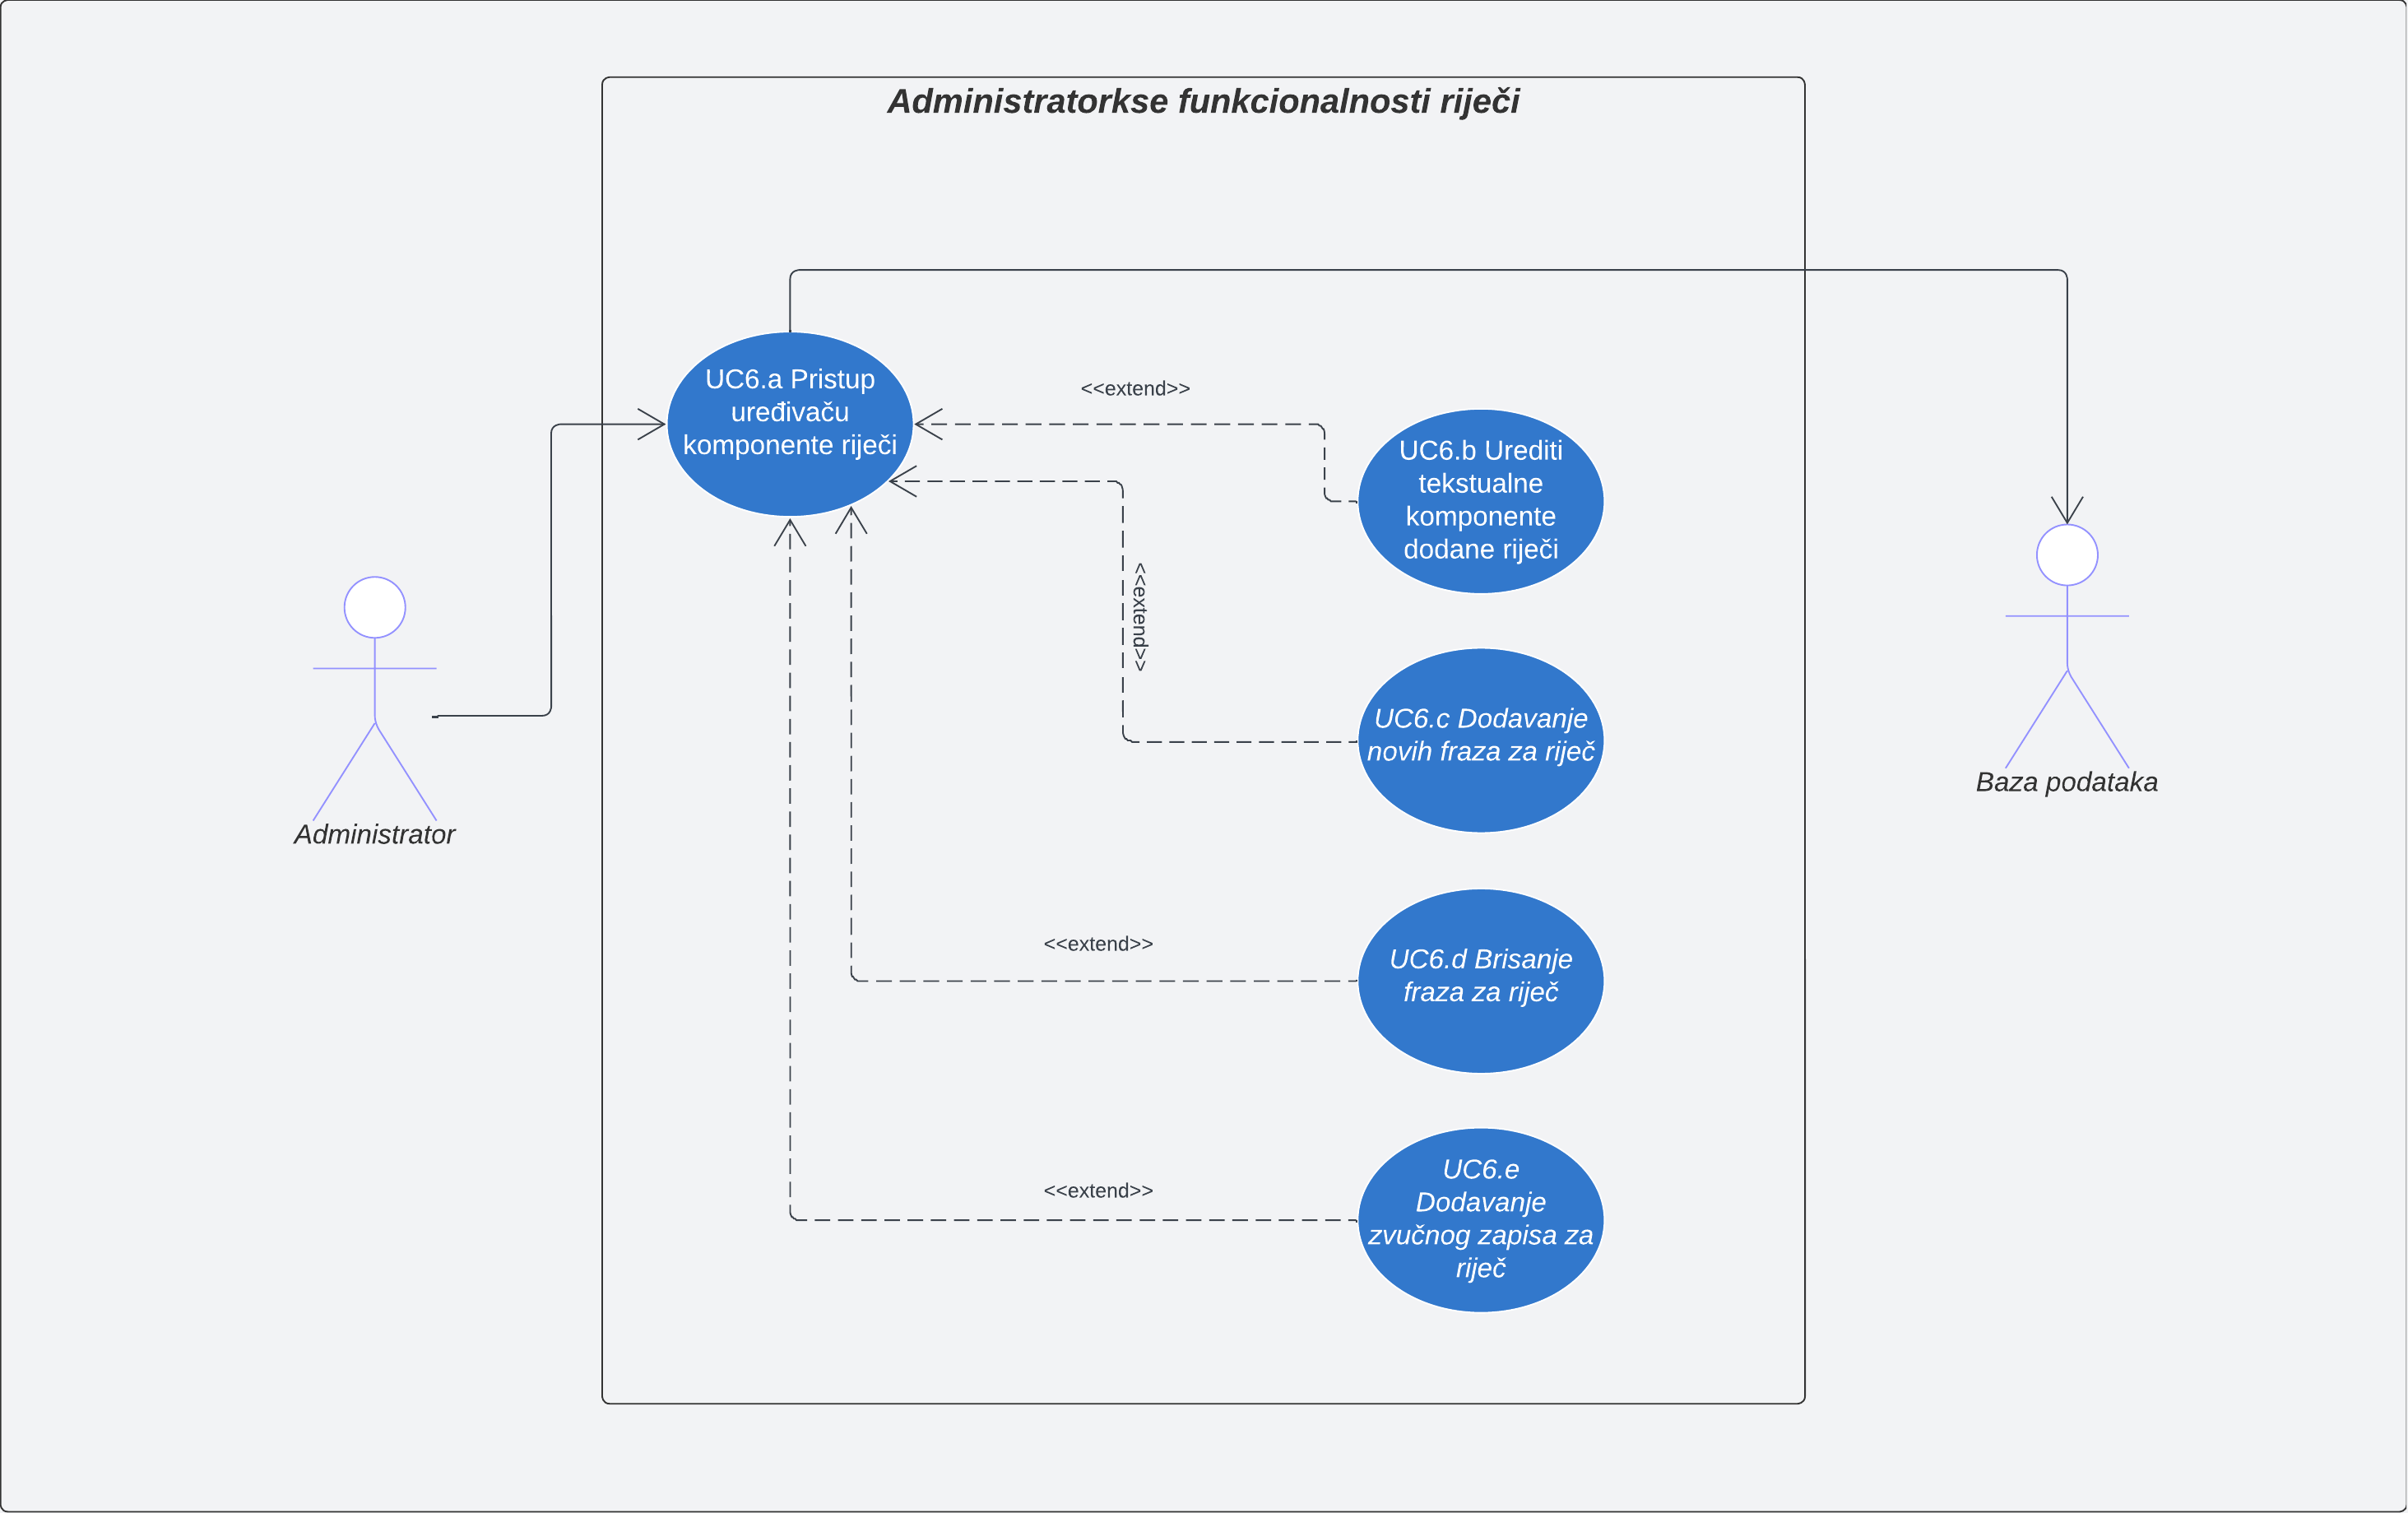 Administratorkse funkcionalnosti riječi
UC6.a Pristup
uređivaču
komponente riječi
<<extend>>
UC6.b Urediti
tekstualne
komponente
dodane riječi
<<extend>>
UC6.c Dodavanje
novih fraza za riječ
Administrator
Baza podataka
<<extend>>
UC6.d Brisanje
fraza za riječ
<<extend>>
UC6.e
Dodavanje
zvučnog zapisa za
riječ